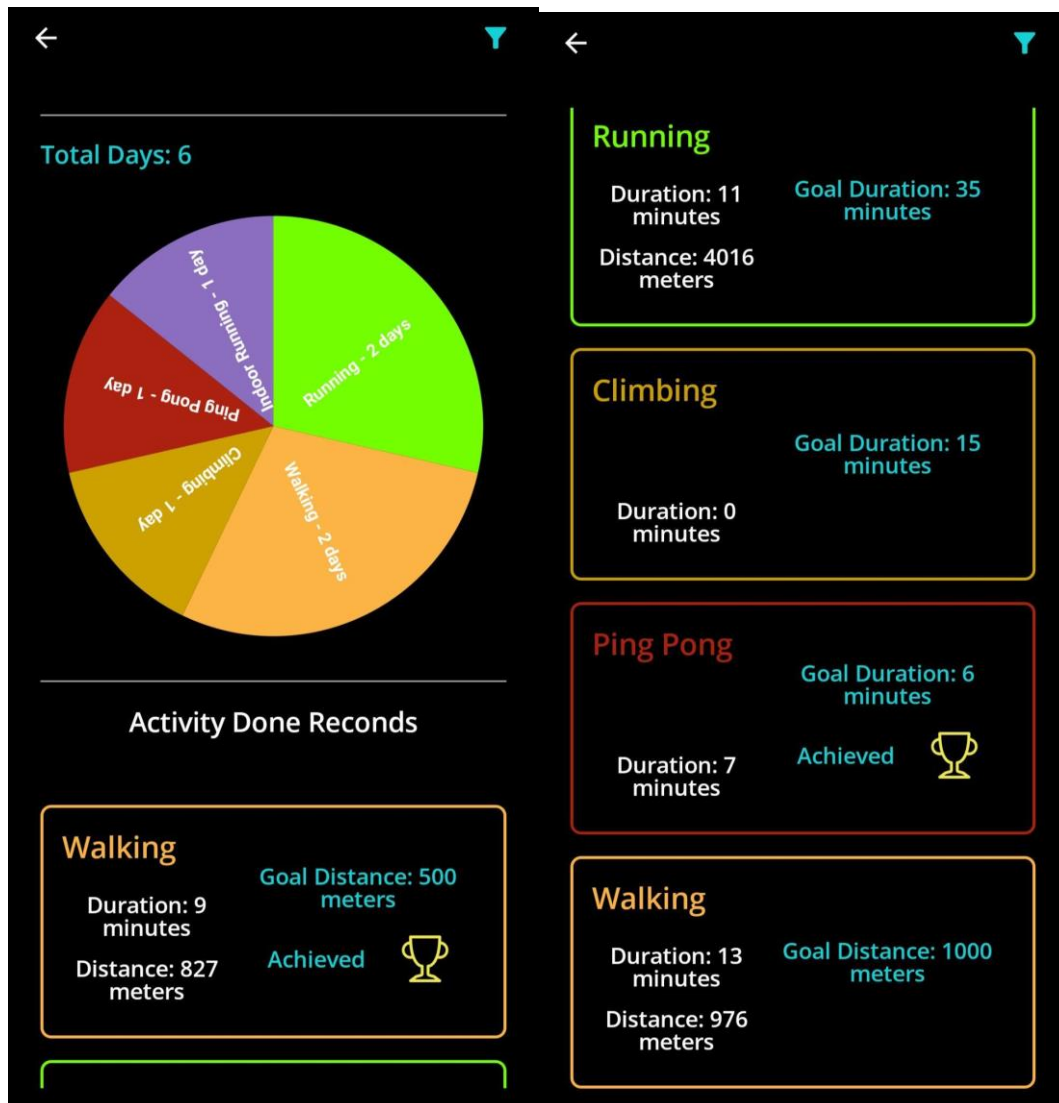 Total Days: 6
Indoor Running - 1 day
Running - 2 days
Ping Pong - 1 day
Climbing - 1 day
Walking - 2 days
Activity Done Reconds
Walking
Duration: 9
minutes
Distance: 827
meters
Goal Distance: 500
meters
Achieved
Running
Duration: 11
minutes
Distance: 4016
meters
Goal Duration: 35
minutes
Climbing
Goal Duration: 15
minutes
Duration: 0
minutes
Ping Pong
Goal Duration: 6
minutes
Duration: 7
minutes
Achieved
Walking
Duration: 13
minutes
Distance: 976
meters
Goal Distance: 1000
meters